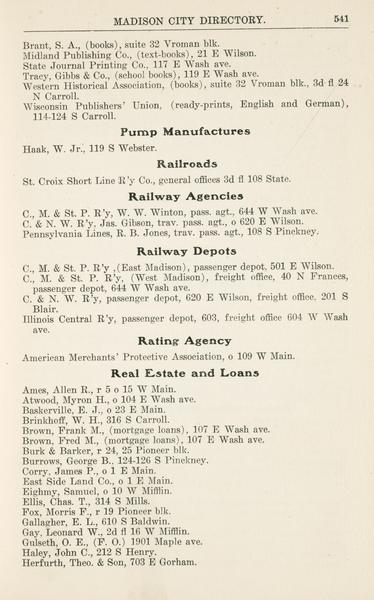 MADISON CITY DIRECTORY. 541
Brant, S. A., (books), suite 32 Vroman blk.
Midland Publishing Co., (text-books), 21 E Wilson.
State Journal Printing Co., 117 E Wash ave.
Tracy, Gibbs & Co., (school books), 119 E Wash ave.
Western Historical Association, (books), suite 32 Vroman blk., 3d fl 24
N Carroll.
Wisconsin Publishers' Union, (ready-prints, English and German),
114-124 S Carroll.
Pump Manufactures
Haak, W. Jr., 119 S Webster.
Railroads
St. Croix Short Line R'y Co., general offices 3d fl 108 State.
Railway Agencies
C., M. & St. P. R'y, W. W. Winton, pass. agt., 644 W Wash ave.
C. & N. W. R'y, Jas. Gibson, trav. pass. agt., o 620 E Wilson.
Pennsylvania Lines, R. B. Jones, trav. pass. agt., 108 S Pinckney.
Railway Depots
C., M. & St. P. R'y ,(East Madison), passenger depot, 501 E Wilson.
C., M. & St. P. R'y, (West Madison), freight office, 40 N Frances,
passenger depot, 644 W Wash ave.
C. & N. W. R'y, passenger depot, 620 E Wilson, freight office, 201 S
Blair.
Illinois Central R'y, passenger depot, 603, freight office 604 W Wash
ave.
Rating Agency
American Merchants' Protective Association, o 109 W Main.
Real Estate and Loans
Ames, Allen R., r 5 o 15 W Main.
Atwood, Myron H., o 104 E Wash ave.
Baskerville, E. J., o 23 E Main.
Brinkhoff, W. H., 316 S Carroll.
Brown, Frank M., (mortgage loans), 107 E Wash ave.
Brown, Fred M., (mortgage loans), 107 E Wash ave.
Burk & Barker, r 24, 25 Pioneer blk.
Burrows, George B., 124-126 S Pinckney.
Corry, James P., o 1 E Main.
East Side Land Co., o 1 E Main.
Eighmy, Samuel, o 10 W Mifflin.
Ellis, Chas. T., 314 S Mills.
Fox, Morris F., r 19 Pioneer blk.
Gallagher, E. L., 610 S Baldwin.
Gay, Leonard W., 2d fl 16 W Mifflin.
Gulseth, O. E., (F. O.) 1901 Maple ave.
Haley, John C., 212 S Henry.
Herfurth, Theo. & Son, 703 E Gorham.